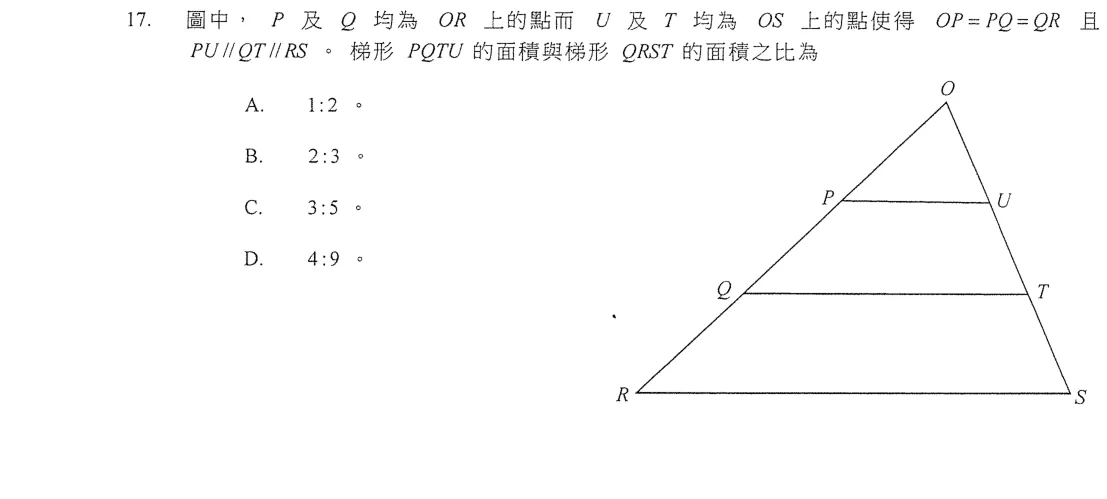 17. 圖中， P 及 Q 均為 OR 上的點而 U 及 T 均為 OS 上的點使得 OP = PQ = QR 且
PU // QT // RS 。 梯形 PQTU 的面積與梯形 QRST 的面積之比為
A. 1 : 2 。
B. 2 : 3 。
C. 3 : 5 。
D. 4 : 9 。
O
P
U
Q
T
R
S